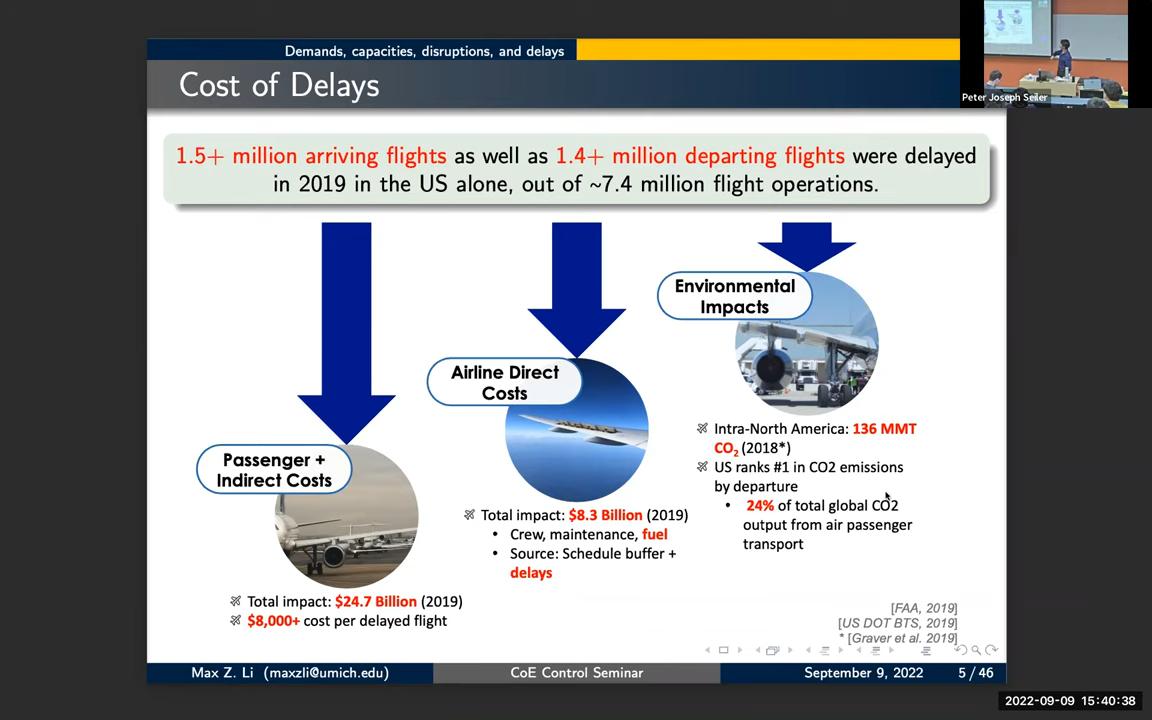 Demands, capacities, disruptions, and delays
Cost of Delays
Peter Joseph Seiler
1.5+ million arriving flights as well as 1.4+ million departing flights were delayed
in 2019 in the US alone, out of ~7.4 million flight operations.
Environmental
Impacts
Airline Direct
Costs
Passenger +
Indirect Costs
Intra-North America: 136 MMT
CO2 (2018*)
US ranks #1 in CO2 emissions
by departure
• 24% of total global CO2
output from air passenger
transport
Total impact: $8.3 Billion (2019)
• Crew, maintenance, fuel
• Source: Schedule buffer +
delays
Total impact: $24.7 Billion (2019)
$8,000+ cost per delayed flight
[FAA, 2019]
[US DOT BTS, 2019]
* [Graver et al. 2019]
Max Z. Li (maxzli@umich.edu)
CoE Control Seminar
September 9, 2022
5 / 46
2022-09-09 15:40:38